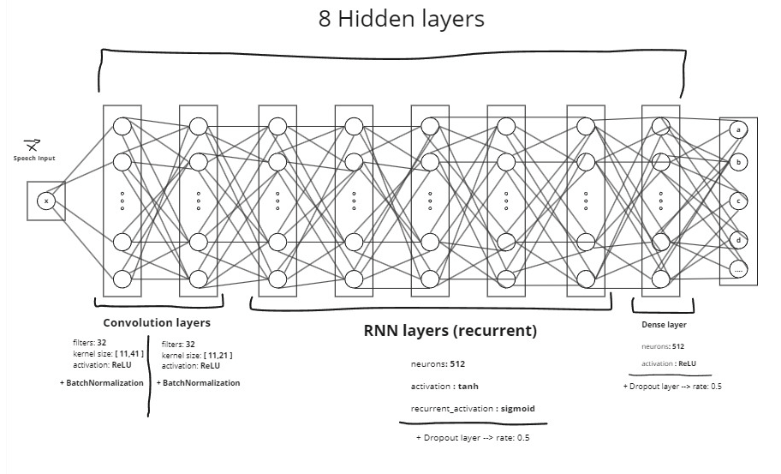 8 Hidden layers
x
Speech Input
x
a
b
c
d
....
Convolution layers
filters: 32
kernel size: [ 11,41 ]
activation: ReLU
+ BatchNormalization
filters: 32
kernel size: [ 11,21 ]
activation: ReLU
+ BatchNormalization
RNN layers (recurrent)
neurons: 512
activation : tanh
recurrent_activation : sigmoid
+ Dropout layer --> rate: 0.5
Dense layer
neurons: 512
activation : ReLU
+ Dropout layer --> rate: 0.5